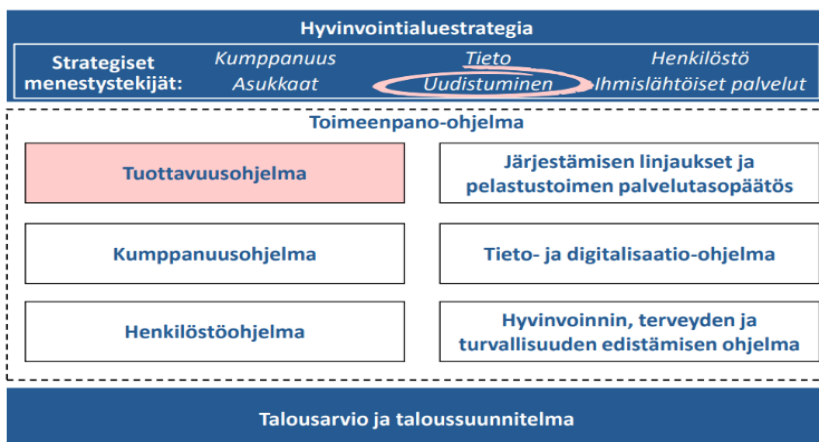 Hyvinvointialuestrategia
Strategiset menestystekijät:
Kumppanuus Tieto Henkilöstö
Asukkaat Uudistuminen Ihmislähtöiset palvelut
Toimeenpano-ohjelma
Tuottavuusohjelma
Järjestämisen linjaukset ja
pelastustoimen palvelutasopäätös
Kumppanuusohjelma
Tieto- ja digitalisaatio-ohjelma
Henkilöstöohjelma
Hyvinvoinnin, terveyden ja
turvallisuuden edistämisen ohjelma
Talousarvio ja taloussuunnitelma